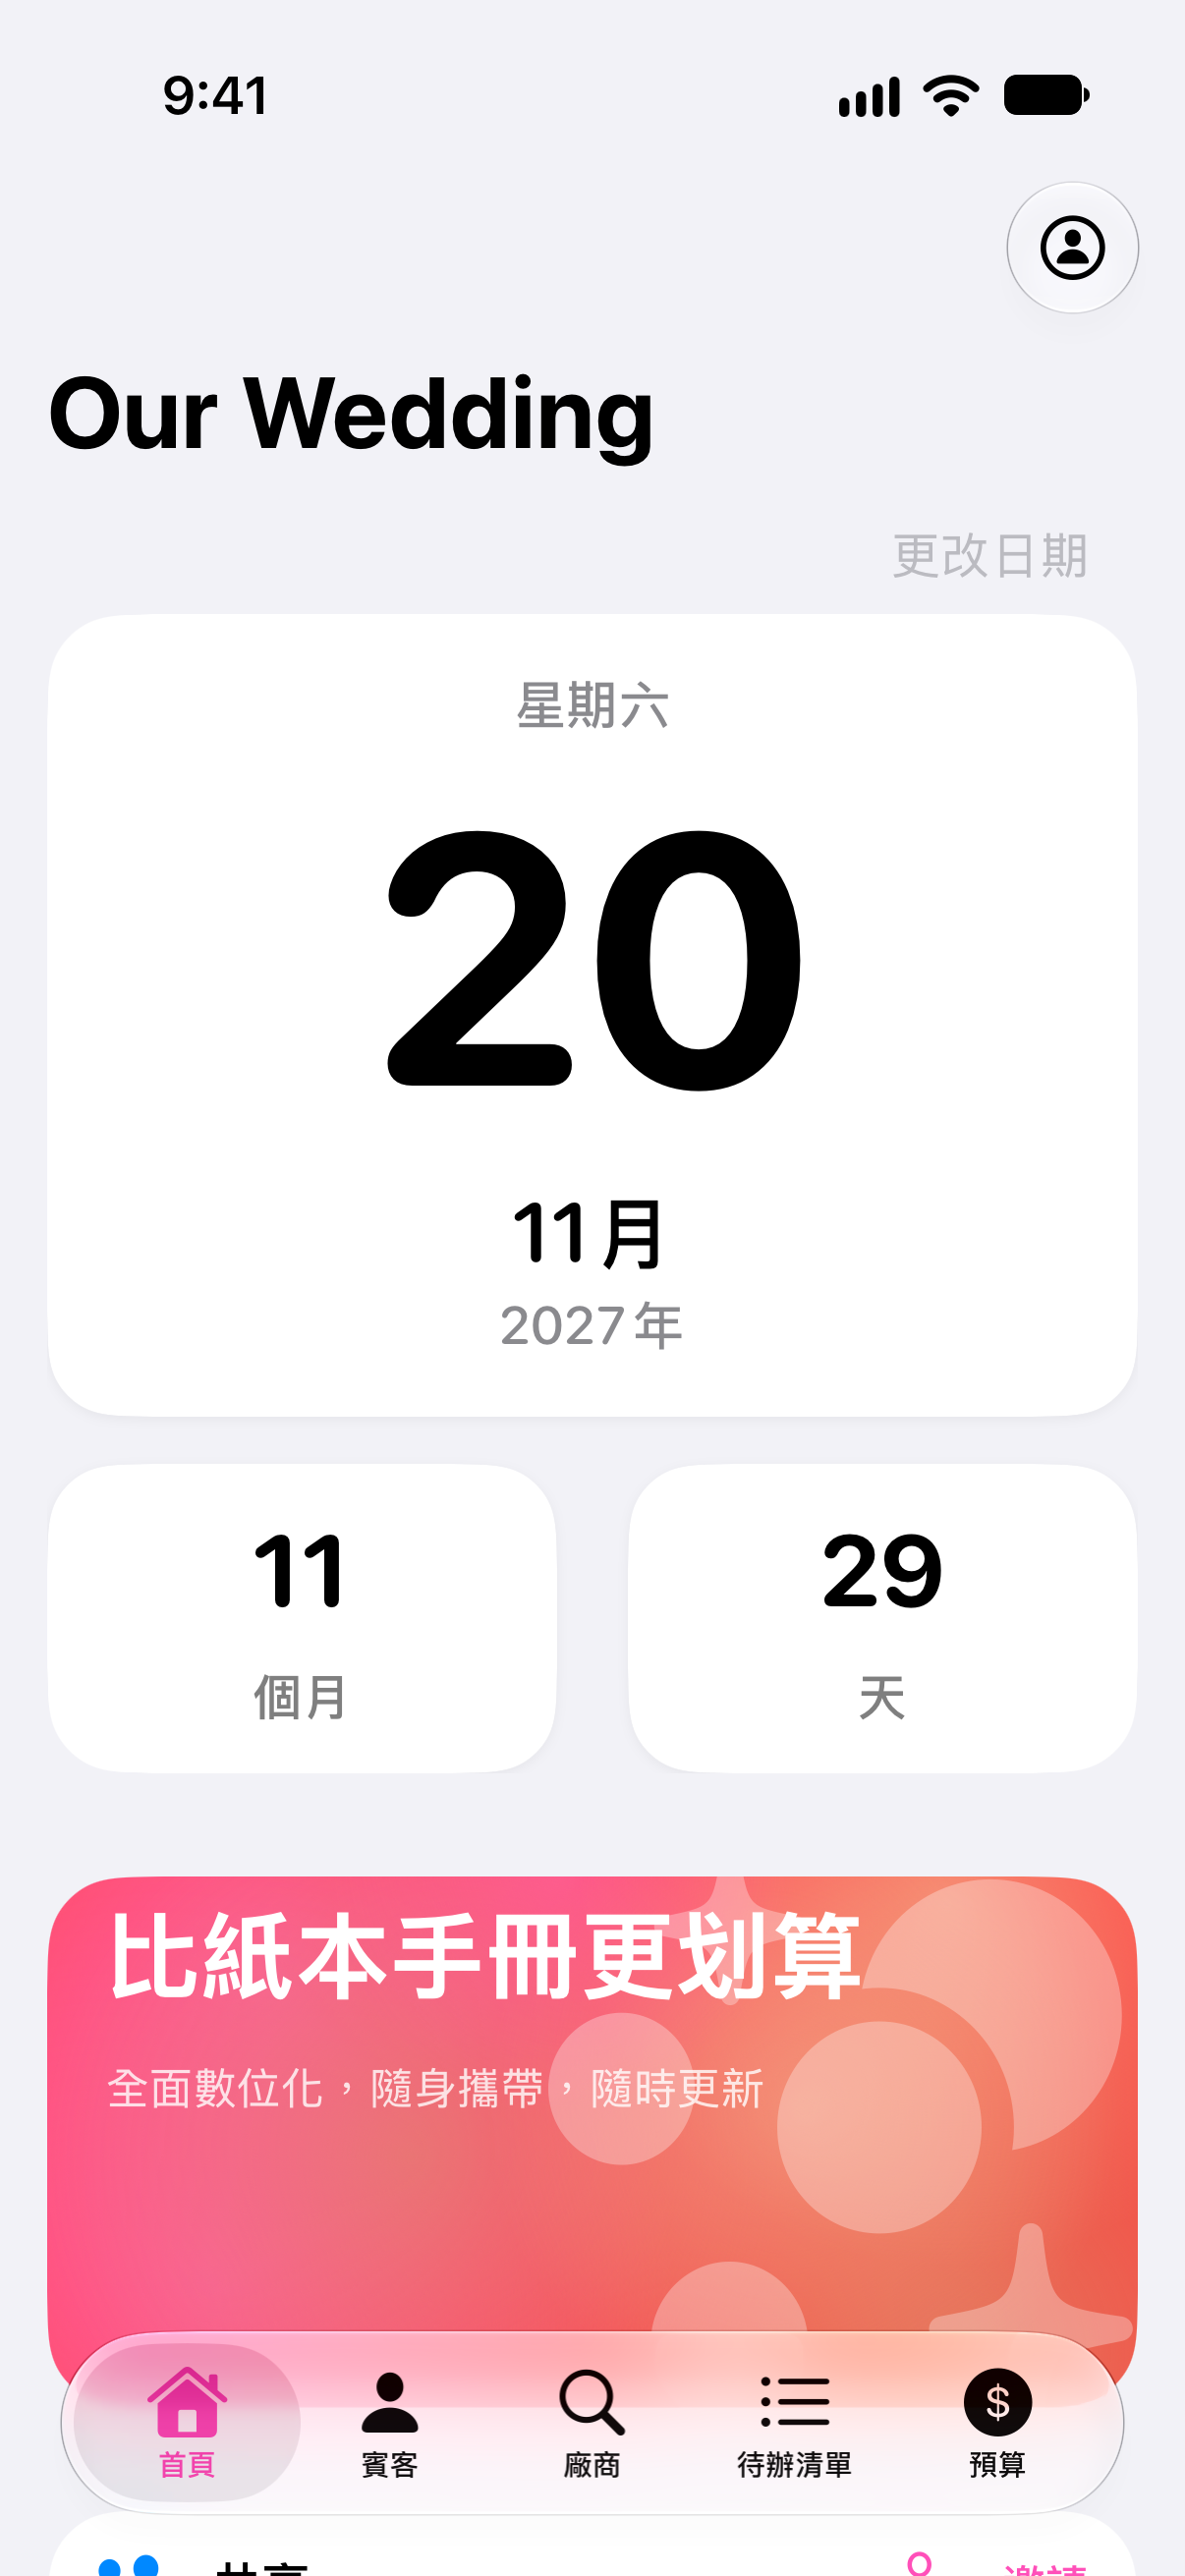 9:41
Our Wedding
更改日期
星期六
20
11月
2027年
11
個月
29
天
比紙本手冊更划算
全面數位化，隨身攜帶，隨時更新
首頁
賓客
廠商
待辦清單
$
預算